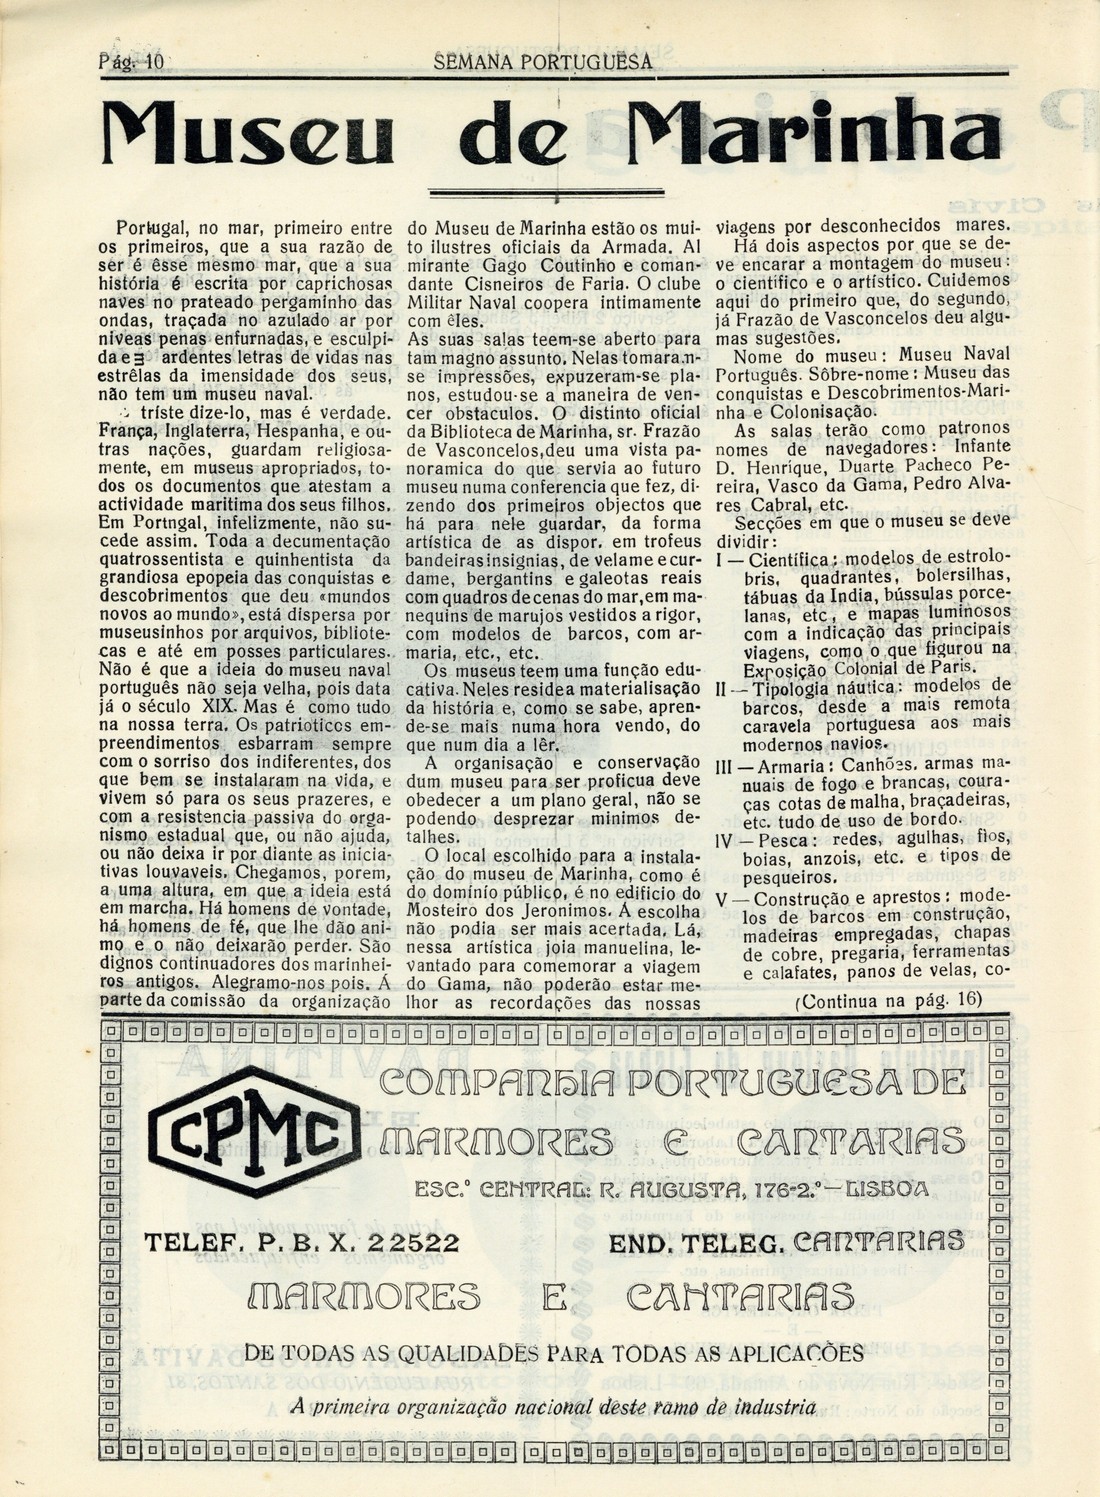 Pág. 10
SEMANA PORTUGUESA
Museu de Marinha
Portugal, no mar, primeiro entre
os primeiros, que a sua razão de
ser é êsse mesmo mar, que a sua
história é escrita por caprichosas
naves no prateado pergaminho das
ondas, traçada no azulado ar por
níveas penas enfurnadas, e esculpi-
da e ardentes letras de vidas nas
estrêlas da imensidade dos seus,
não tem um museu naval.
tríste dize-lo, mas é verdade.
França, Inglaterra, Hespanha, e ou-
tras nações, guardam religiosa-
mente, em museus apropriados, to-
dos os documentos que atestam a
actividade maritima dos seus filhos.
Em Portngal, infelizmente, não su-
cede assim. Toda a decumentação
quatrossentista e quinhentista da
grandiosa epopeia das conquistas e
descobrimentos que deu «mundos
novos ao mundo», está dispersa por
museusinhos por arquivos, bibliote-
cas e até em posses particulares.
Não é que a ideia do museu naval
português não seja velha, pois data
já o século XIX. Mas é como tudo
na nossa terra. Os patrioticos em-
preendimentos esbarram sempre
com o sorriso dos indiferentes, dos
que bem se instalaram na vida, e
vivem só para os seus prazeres, e
com a resistencia passiva do orga-
nismo estadual que, ou não ajuda,
ou não deixa ir por diante as inicia-
tivas louvaveis. Chegamos, porem,
a uma altura, em que a ideia está
em marcha. Há homens de vontade,
há homens de fé, que lhe dão ani-
mo e o não deixarão perder. São
dignos continuadores dos marinhei-
ros antigos. Alegramo-nos pois. A
parte da comissão da organização
do Museu de Marinha estão os mui-
to ilustres oficiais da Armada. Al
mirante Gago Coutinho e coman-
dante Cisneiros de Faria. O clube
Militar Naval coopera intimamente
com êles.
As suas salas teem-se aberto para
tam magno assunto. Nelas tomaram-
se impressões, expuzeram-se pla-
nos, estudou-se a maneira de ven-
cer obstaculos. O distinto oficial
da Biblioteca de Marinha, sr. Frazão
de Vasconcelos, deu uma vista pa-
noramica do que servia ao futuro
museu numa conferencia que fez, di-
zendo dos primeiros objectos que
há para nele guardar, da forma
artística de as dispor. em trofeus
bandeiras insignias, de velame e cur-
dame, bergantins e galeotas reais
com quadros de cenas do mar, em ma-
nequins de marujos vestidos a rigor,
com modelos de barcos, com ar-
maria, etc., etc.
Os museus teem uma função edu-
cativa. Neles reside a materialisação
da história e, como se sabe, apren-
de-se mais numa hora vendo, do
que num dia a lêr.
A organisação e conservação
dum museu para ser proficua deve
obedecer a um plano geral, não se
podendo desprezar minimos de-
talhes.
O local escolhido para a instala-
ção do museu de Marinha, como é
do domínio público, é no edificio do
Mosteiro dos Jeronimos. A escolha
não podia ser mais acertada. Lá,
nessa artística joia manuelina, le-
vantado para comemorar a viagem
do Gama, não poderão estar me-
lhor as recordações das nossas
viagens por desconhecidos mares.
Há dois aspectos por que se de-
ve encarar a montagem do museu:
o cientifico e o artístico. Cuidemos
aqui do primeiro que, do segundo,
já Frazão de Vasconcelos deu algu-
mas sugestões.
Nome do museu: Museu Naval
Português. Sôbre-nome: Museu das
conquistas e Descobrimentos-Mari-
nha e Colonisação.
As salas terão como patronos
nomes de navegadores: Infante
D. Henrique, Duarte Pacheco Pe-
reira, Vasco da Gama, Pedro Alva-
res Cabral, etc.
Secções em que o museu se deve
dividir:
I — Científica: modelos de estrolo-
bris, quadrantes, bolersilhas,
tábuas da India, bússulas porce-
lanas, etc, e mapas luminosos
com a indicação das principais
viagens, como o que figurou na
Exposição Colonial de Paris.
II — Tipologia náutica: modelos de
barcos, desde a mais remota
caravela portuguesa aos mais
modernos navios.
III — Armaria: Canhões, armas ma-
nuais de fogo e brancas, coura-
ças cotas de malha, braçadeiras,
etc. tudo de uso de bordo.
IV — Pesca: redes, agulhas, fios,
boias, anzois, etc. e tipos de
pesqueiros.
V — Construção e aprestos: mode-
los de barcos em construção,
madeiras empregadas, chapas
de cobre, pregaria, ferramentas
e calafates, panos de velas, co-
(Continua na pág. 16)
CPMC
COMPANHIA PORTUGUESA DE
MARMORES E CANTARIAS
ESC.º CENTRAL: R. AUGUSTA, 176-2.º — LISBOA
TELEF. P. B. X. 22522
END. TELEG. CANTARIAS
MARMORES E CANTARIAS
DE TODAS AS QUALIDADES PARA TODAS AS APLICAÇÕES
A primeira organização nacional deste ramo de industria